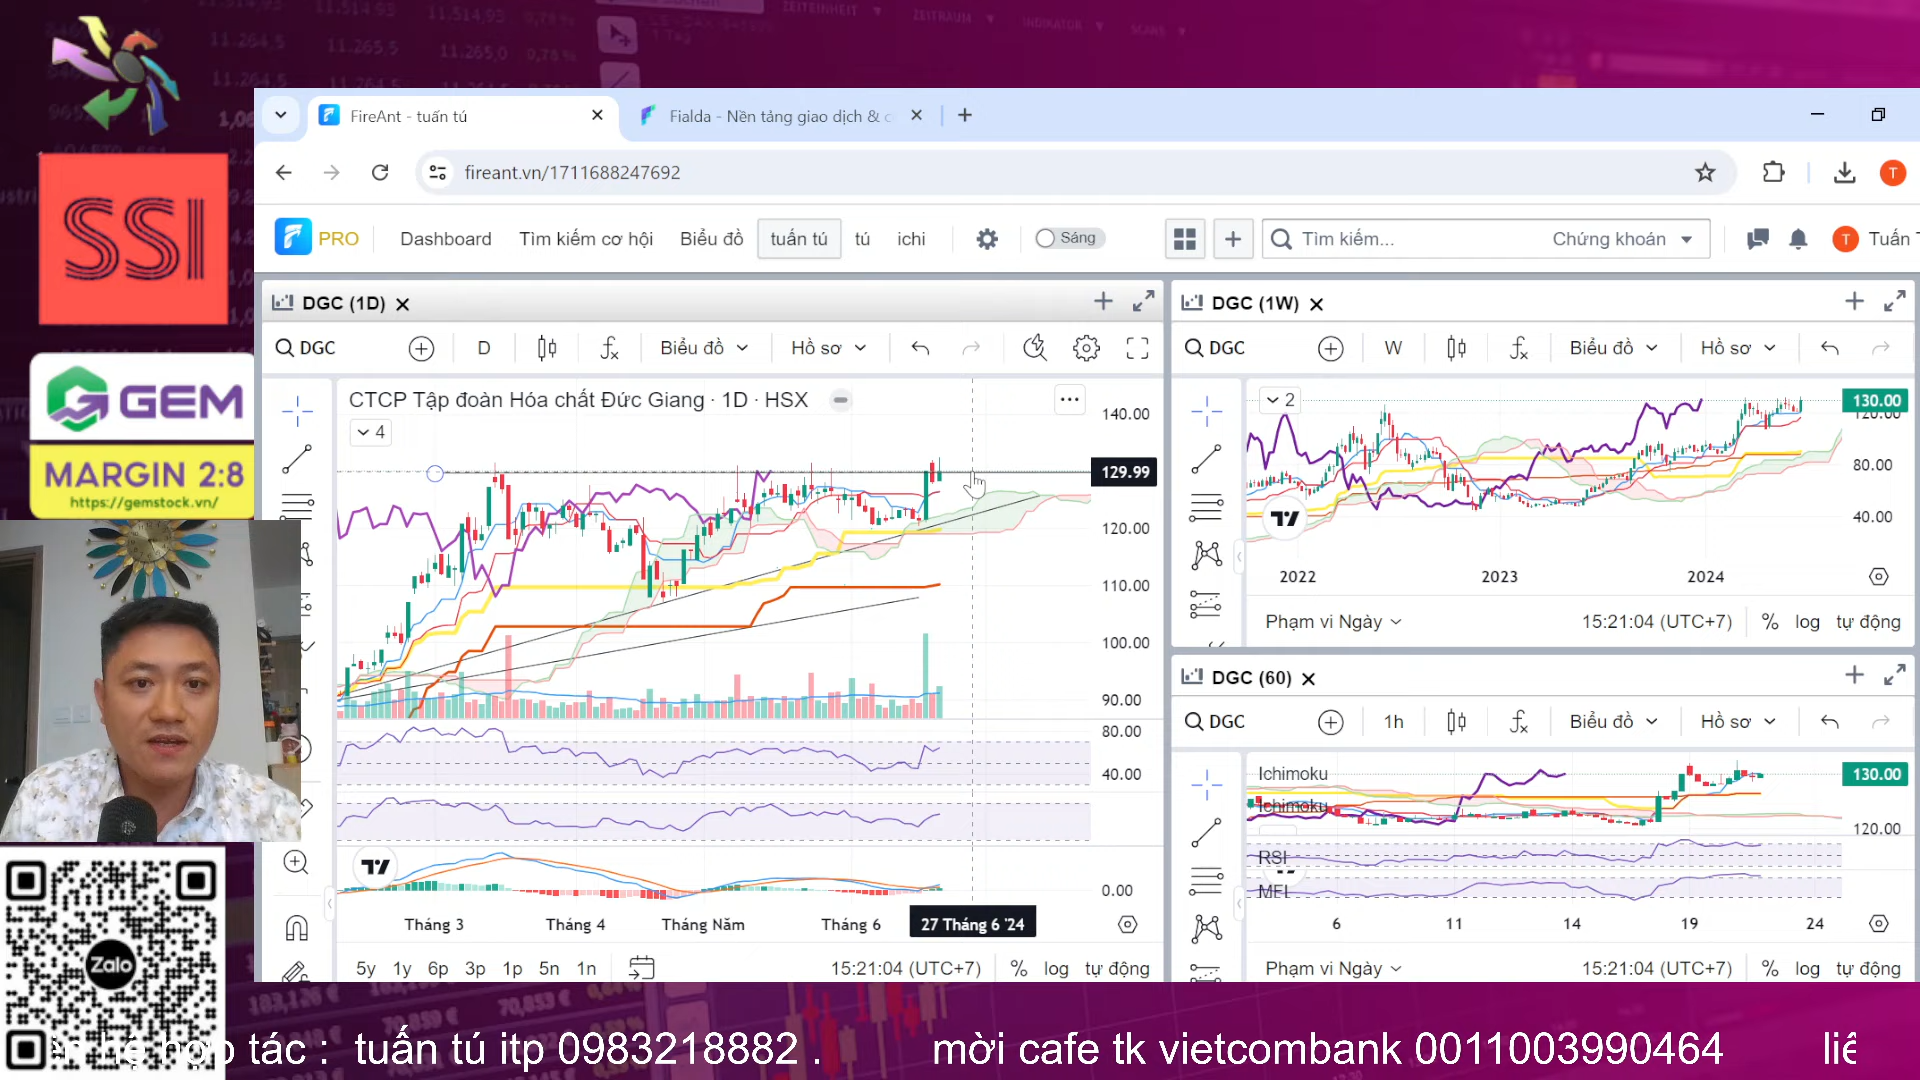 SSI
GEM
MARGIN 2:8
https://gemstock.vn/
Zalo
FireAnt - tuấn tú
Fialda - Nền tảng giao dịch &
fireant.vn/1711688247692
PRO
Dashboard
Tìm kiếm cơ hội
Biểu đồ
tuấn tú
tú
ichi
Sáng
Tìm kiếm...
Chứng khoán
T
Tuấn
DGC (1D)
DGC
D
Biểu đồ
Hồ sơ
CTCP Tập đoàn Hóa chất Đức Giang · 1D · HSX
4
140.00
129.99
120.00
110.00
100.00
90.00
80.00
40.00
0.00
Tháng 3
Tháng 4
Tháng Năm
Tháng 6
27 Tháng 6 '24
5y 1y 6p 3p 1p 5n 1n
15:21:04 (UTC+7)
% log tự động
DGC (1W)
DGC
W
Biểu đồ
Hồ sơ
2
130.00
120.00
80.00
40.00
2022
2023
2024
Phạm vi Ngày
15:21:04 (UTC+7)
% log tự động
DGC (60)
DGC
1h
Biểu đồ
Hồ sơ
Ichimoku
Ichimoku
130.00
120.00
RSI
MFI
6
11
14
19
24
Phạm vi Ngày
15:21:04 (UTC+7)
% log tự động
hợp tác : tuấn tú itp 0983218882 .
mời cafe tk vietcombank 0011003990464